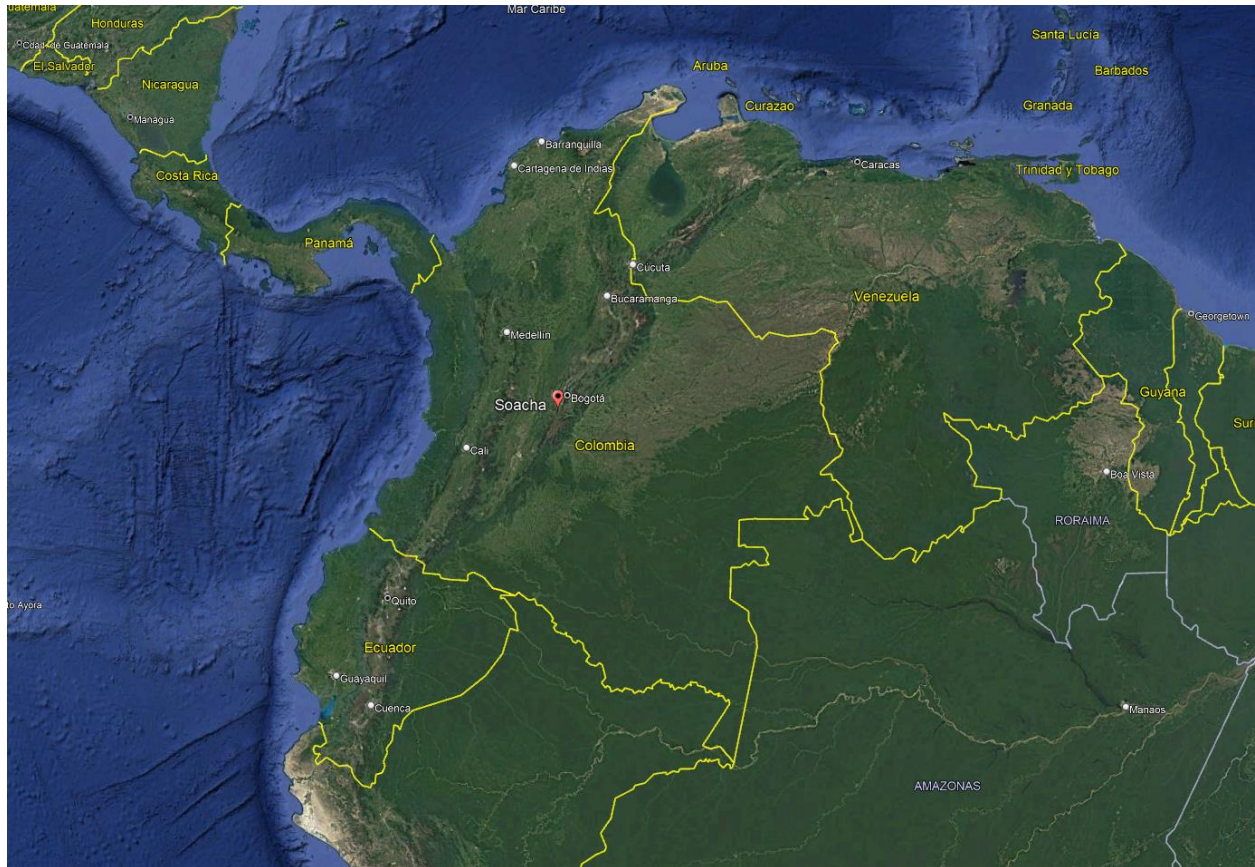 Mar Caribe
Honduras
Cdad de Guatemala
El Salvador
Nicaragua
Managua
Costa Rica
Panamá
Santa Lucía
Barbados
Aruba
Curazao
Granada
Barranquilla
Cartagena de Indias
Caracas
Trinidad y Tobago
Cúcuta
Bucaramanga
Venezuela
Medellín
Georgetown
Soacha
Bogotá
Guyana
Colombia
Cali
Boa Vista
RORAIMA
Quito
Ecuador
Guayaquil
Cuenca
Manaos
AMAZONAS